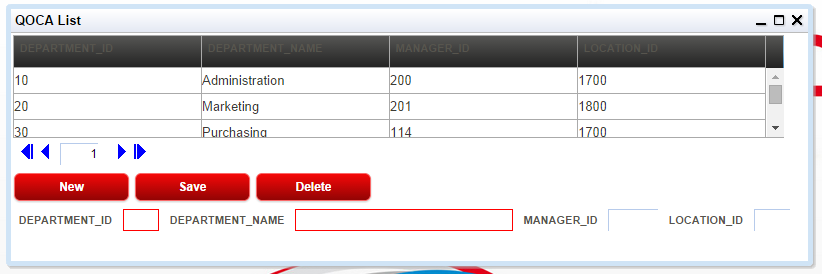 QOCA List
DEPARTMENT_ID DEPARTMENT_NAME MANAGER_ID LOCATION_ID
10 Administration 200 1700
20 Marketing 201 1800
30 Purchasing 114 1700
1
New Save Delete
DEPARTMENT_ID DEPARTMENT_NAME MANAGER_ID LOCATION_ID